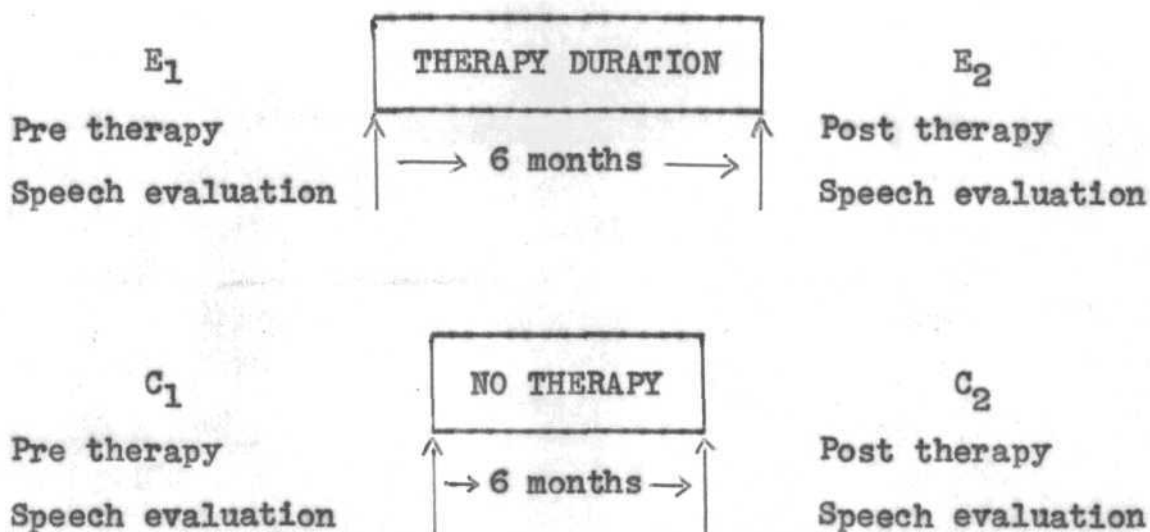 E1 THERAPY DURATION E2
Pre therapy Post therapy
→ 6 months →
Speech evaluation Speech evaluation
C1 NO THERAPY C2
Pre therapy Post therapy
→ 6 months →
Speech evaluation Speech evaluation